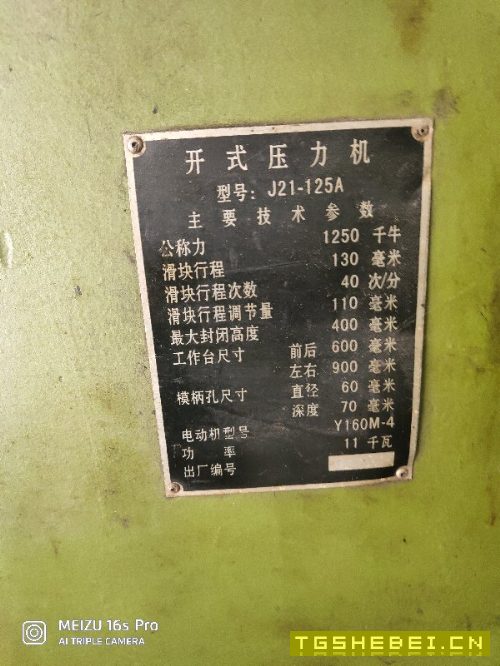 开式压力机
型号: J21-125A
主要技术参数
公称力 1250 千牛
滑块行程 130 毫米
滑块行程次数 40 次/分
滑块行程调节量 110 毫米
最大封闭高度 400 毫米
工作台尺寸 前后 600 毫米
左右 900 毫米
模柄孔尺寸 直径 60 毫米
深度 70 毫米
电动机型号 Y160M-4
功率 11 千瓦
出厂编号
MEIZU 16s Pro
AI TRIPLE CAMERA
TGSHEBEI.CN